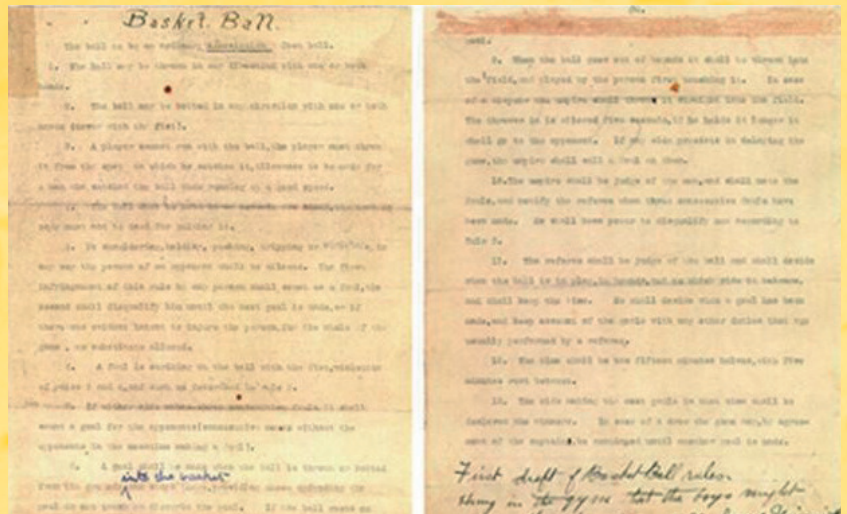 Basket Ball.
The ball to be an ordinary Association foot ball.
1. The ball may be thrown in any direction with one or both
hands.
2. The ball may be batted in any direction with one or both
hands (never with the fist).
3. A player cannot run with the ball, the player must throw
it from the spot on which he catches it, allowance to be made for
a man who catches the ball when running at a good speed.
4. The ball must be held
must not be used for holding it.
5. No shouldering, holding, pushing, tripping or striking, in
any way the person of an opponent shall be allowed. The first
infringement of this rule by any person shall count as a foul, the
second shall disqualify him until the next goal is made, or if
there was evident intent to injure the person, for the whole of the
game, no substitute allowed.
6. A foul is striking at the ball with the fist, violation
of rules 3 and 4, and such as described in rule 5.
7. If either side makes three consecutive fouls, it shall
count a goal for the opponents (consecutive means without the
opponents in the meantime making a foul).
8. A goal shall be made when the ball is thrown or batted
into the basket
from the grounds
goal do not touch or disturb the goal. If the ball rests on
9. When the ball goes out of bounds it shall be thrown into
the field, and played by the person first touching it. In case
of a dispute the umpire shall throw it straight into the field.
The thrower in is allowed five seconds, if he holds it longer it
shall go to the opponent. If any side persists in delaying the
game, the umpire shall call a foul on them.
10. The umpire shall be judge of the men, and shall note the
fouls, and notify the referee when three consecutive fouls have
been made. He shall have power to disqualify men according to
Rule 5.
11. The referee shall be judge of the ball and shall decide
when the ball is in play, in bounds, and to which side it belongs,
and shall keep the time. He shall decide when a goal has been
made, and keep account of the goals with any other duties that are
usually performed by a referee.
12. The time shall be two fifteen minutes halves, with five
minutes rest between.
13. The side making the most goals in that time shall be
declared the winners. In case of a draw the game may, by agree-
ment of the captains, be continued until another goal is made.
First draft of Basket Ball rules.
Hung in the gym that the boys might